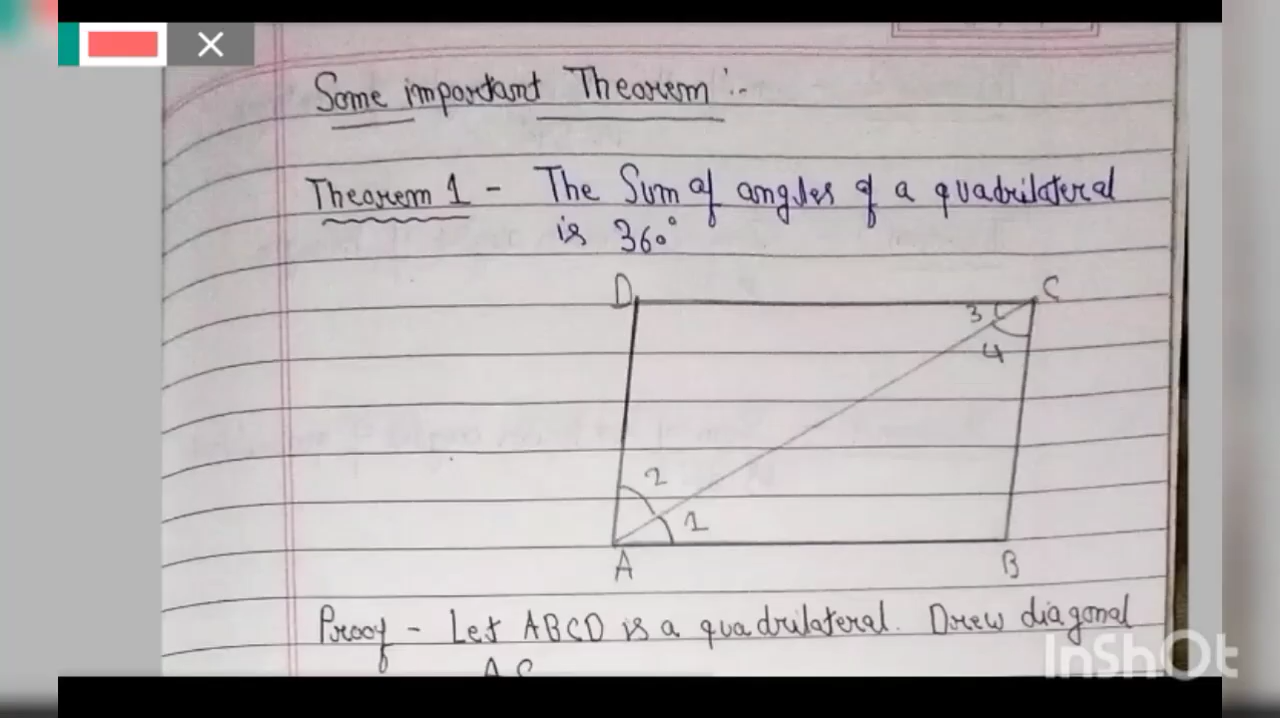 Some important Theorem :-
Theorem 1 - The Sum of angles of a quadrilateral
is 360°
D
C
3
4
2
1
A
B
Proof - Let ABCD is a quadrilateral. Drew diagonal
AC
InShOt